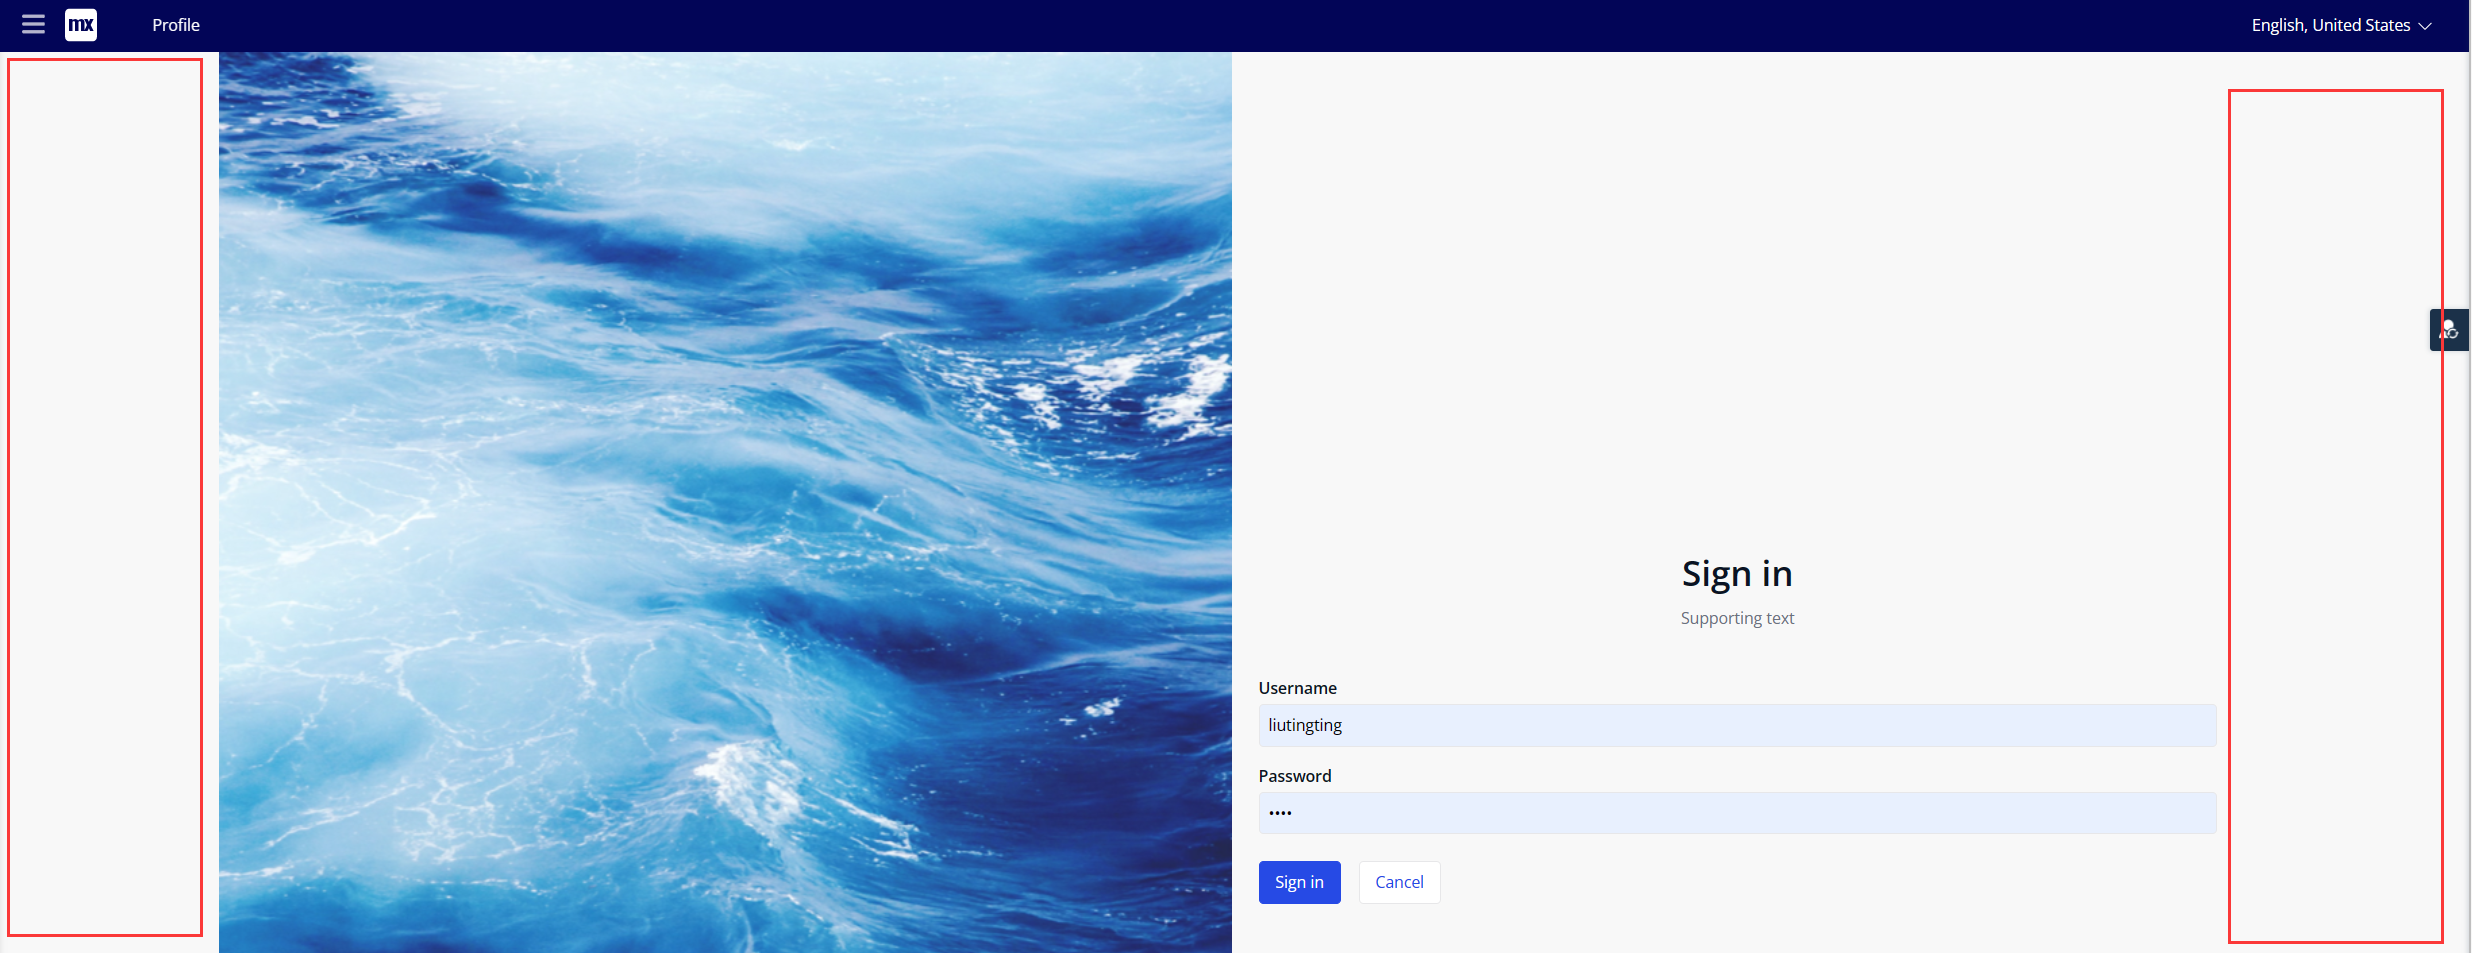 mx
Profile
English, United States
Sign in
Supporting text
Username
liutingting
Password
••••
Sign in
Cancel